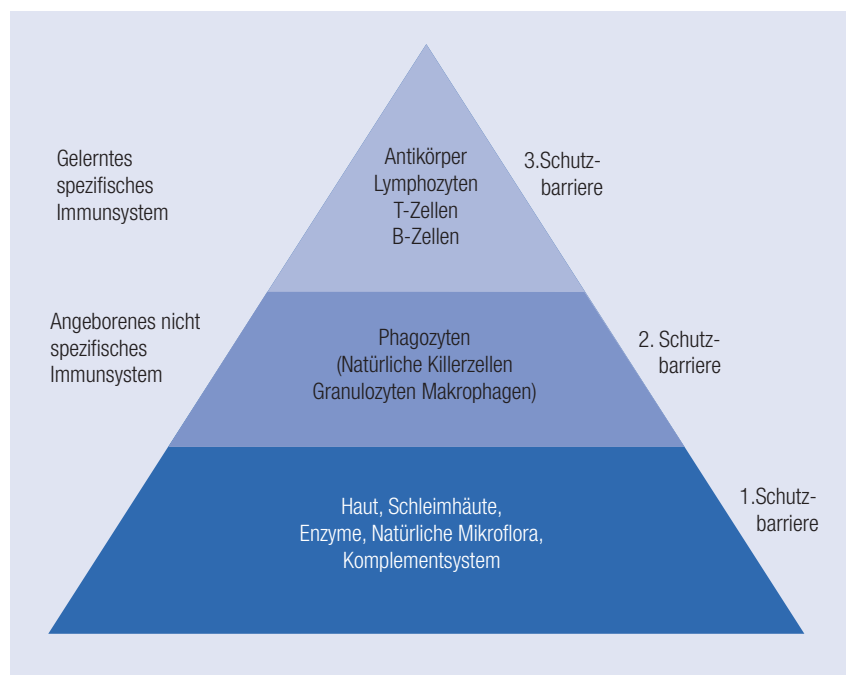 Gelerntes
spezifisches
Immunsystem
Antikörper
Lymphozyten
T-Zellen
B-Zellen
3.Schutz-
barriere
Angeborenes nicht
spezifisches
Immunsystem
Phagozyten
(Natürliche Killerzellen
Granulozyten Makrophagen)
2. Schutz-
barriere
Haut, Schleimhäute,
Enzyme, Natürliche Mikroflora,
Komplementsystem
1.Schutz-
barriere